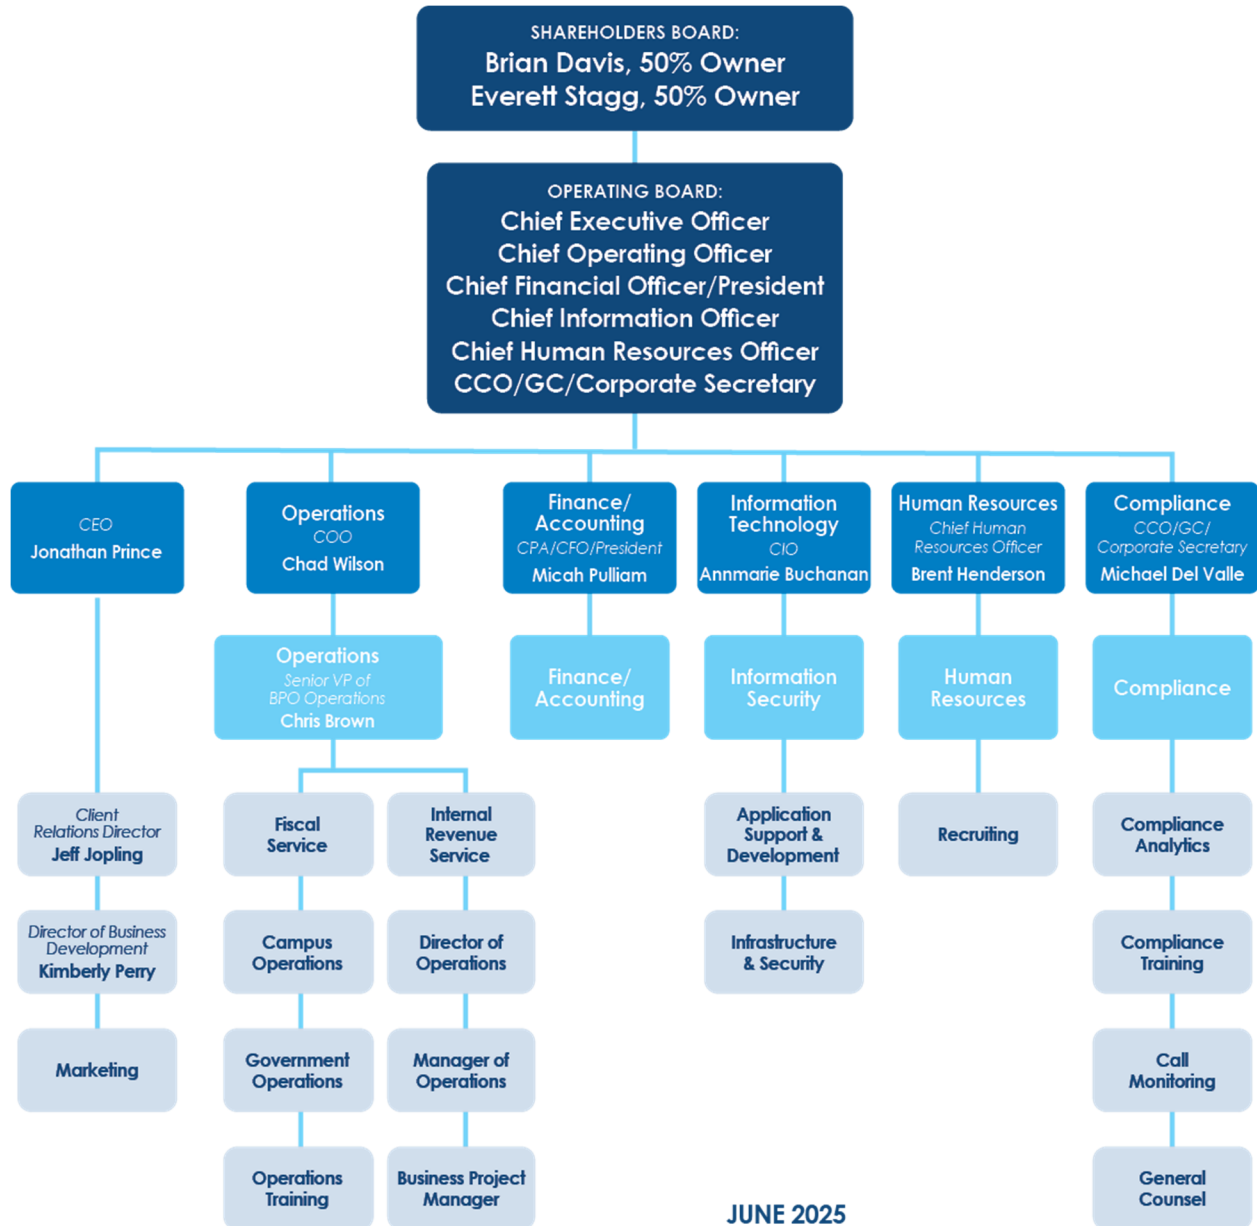 SHAREHOLDERS BOARD:
Brian Davis, 50% Owner
Everett Stagg, 50% Owner
OPERATING BOARD:
Chief Executive Officer
Chief Operating Officer
Chief Financial Officer/President
Chief Information Officer
Chief Human Resources Officer
CCO/GC/Corporate Secretary
CEO
Jonathan Prince
Operations
COO
Chad Wilson
Finance/
Accounting
CPA/CFO/President
Micah Pulliam
Information
Technology
CIO
Annmarie Buchanan
Human Resources
Chief Human
Resources Officer
Brent Henderson
Compliance
CCO/GC/
Corporate Secretary
Michael Del Valle
Operations
Senior VP of
BPO Operations
Chris Brown
Finance/
Accounting
Information
Security
Human
Resources
Compliance
Client
Relations Director
Jeff Jopling
Fiscal
Service
Internal
Revenue
Service
Application
Support &
Development
Recruiting
Compliance
Analytics
Director of Business
Development
Kimberly Perry
Campus
Operations
Director of
Operations
Infrastructure
& Security
Compliance
Training
Marketing
Government
Operations
Manager of
Operations
Call
Monitoring
Operations
Training
Business Project
Manager
General
Counsel
JUNE 2025